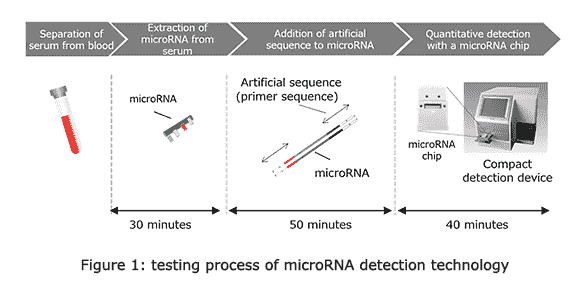 Separation of
serum from blood
Extraction of
microRNA from
serum
Addition of artificial
sequence to microRNA
Quantitative detection
with a microRNA chip
microRNA
Artificial sequence
(primer sequence)
microRNA
microRNA
chip
Compact
detection device
30 minutes
50 minutes
40 minutes
Figure 1: testing process of microRNA detection technology